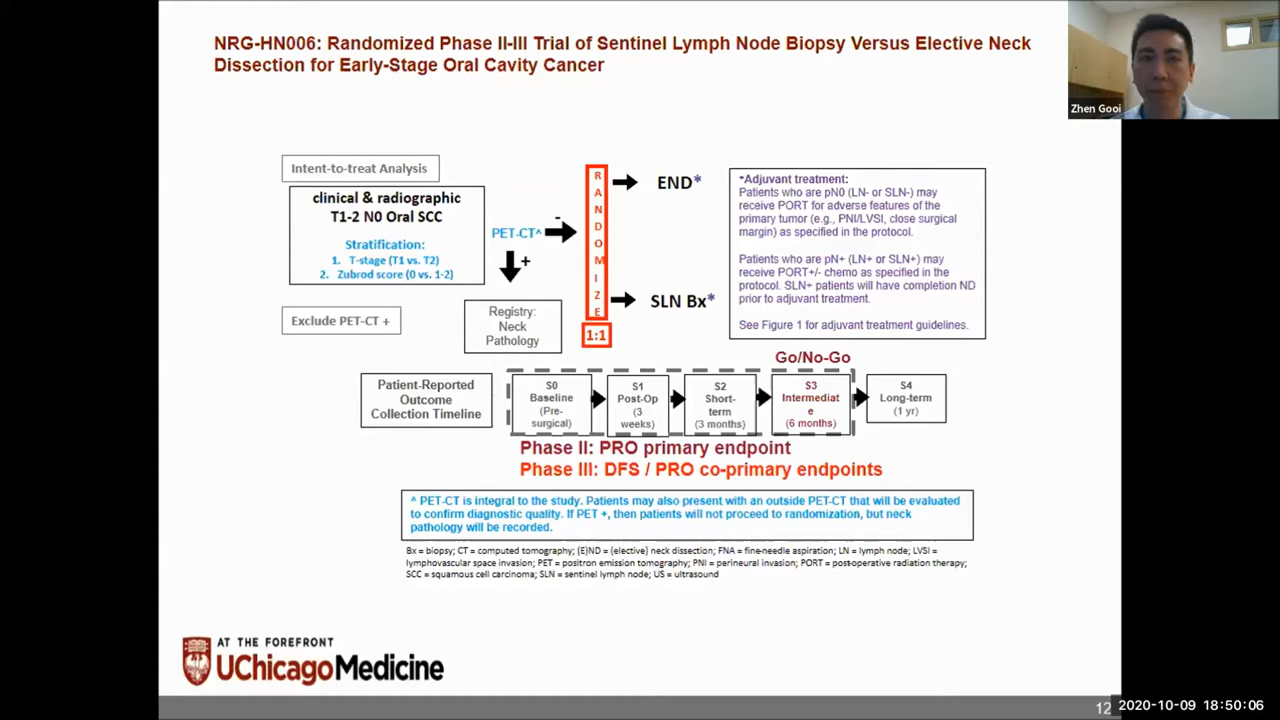 NRG-HN006: Randomized Phase II-III Trial of Sentinel Lymph Node Biopsy Versus Elective Neck
Dissection for Early-Stage Oral Cavity Cancer
Zhen Gooi
Intent-to-treat Analysis
clinical & radiographic
T1-2 N0 Oral SCC
Stratification:
1. T-stage (T1 vs. T2)
2. Zubrod score (0 vs. 1-2)
Exclude PET-CT +
PET-CT^
-
+
Registry:
Neck
Pathology
R
A
N
D
O
M
I
Z
E
1:1
END*
SLN Bx*
*Adjuvant treatment:
Patients who are pN0 (LN- or SLN-) may
receive PORT for adverse features of the
primary tumor (e.g., PNI/LVSI, close surgical
margin) as specified in the protocol.
Patients who are pN+ (LN+ or SLN+) may
receive PORT+/- chemo as specified in the
protocol. SLN+ patients will have completion ND
prior to adjuvant treatment.
See Figure 1 for adjuvant treatment guidelines.
Go/No-Go
Patient-Reported
Outcome
Collection Timeline
S0
Baseline
(Pre-
surgical)
S1
Post-Op
(3
weeks)
S2
Short-
term
(3 months)
S3
Intermediat
e
(6 months)
S4
Long-term
(1 yr)
Phase II: PRO primary endpoint
Phase III: DFS / PRO co-primary endpoints
^ PET-CT is integral to the study. Patients may also present with an outside PET-CT that will be evaluated
to confirm diagnostic quality. If PET +, then patients will not proceed to randomization, but neck
pathology will be recorded.
Bx = biopsy; CT = computed tomography; (E)ND = (elective) neck dissection; FNA = fine-needle aspiration; LN = lymph node; LVSI =
lymphovascular space invasion; PET = positron emission tomography; PNI = perineural invasion; PORT = post-operative radiation therapy;
SCC = squamous cell carcinoma; SLN = sentinel lymph node; US = ultrasound
AT THE FOREFRONT
UChicagoMedicine
12
2020-10-09 18:50:06